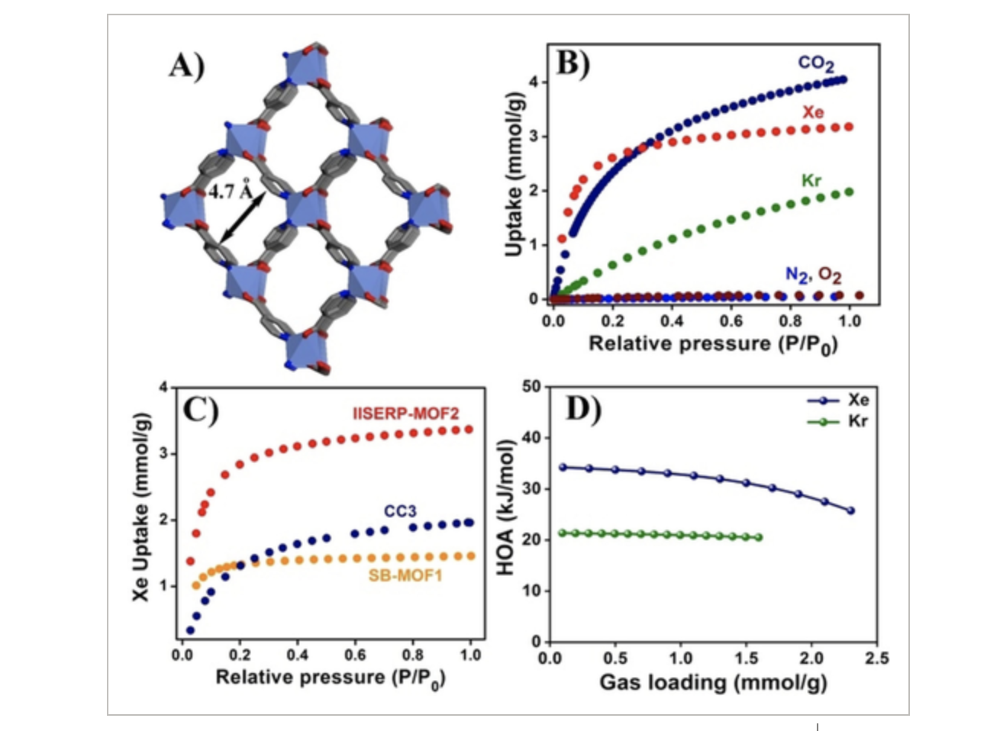 A)
4.7 Å
B)
CO2
Xe
Kr
N2, O2
Uptake (mmol/g)
4
3
2
1
0
0.0 0.2 0.4 0.6 0.8 1.0
Relative pressure (P/P0)
C)
IISERP-MOF2
CC3
SB-MOF1
Xe Uptake (mmol/g)
4
3
2
1
0.0 0.2 0.4 0.6 0.8 1.0
Relative pressure (P/P0)
D)
Xe
Kr
HOA (kJ/mol)
50
40
30
20
10
0
0.0 0.5 1.0 1.5 2.0 2.5
Gas loading (mmol/g)